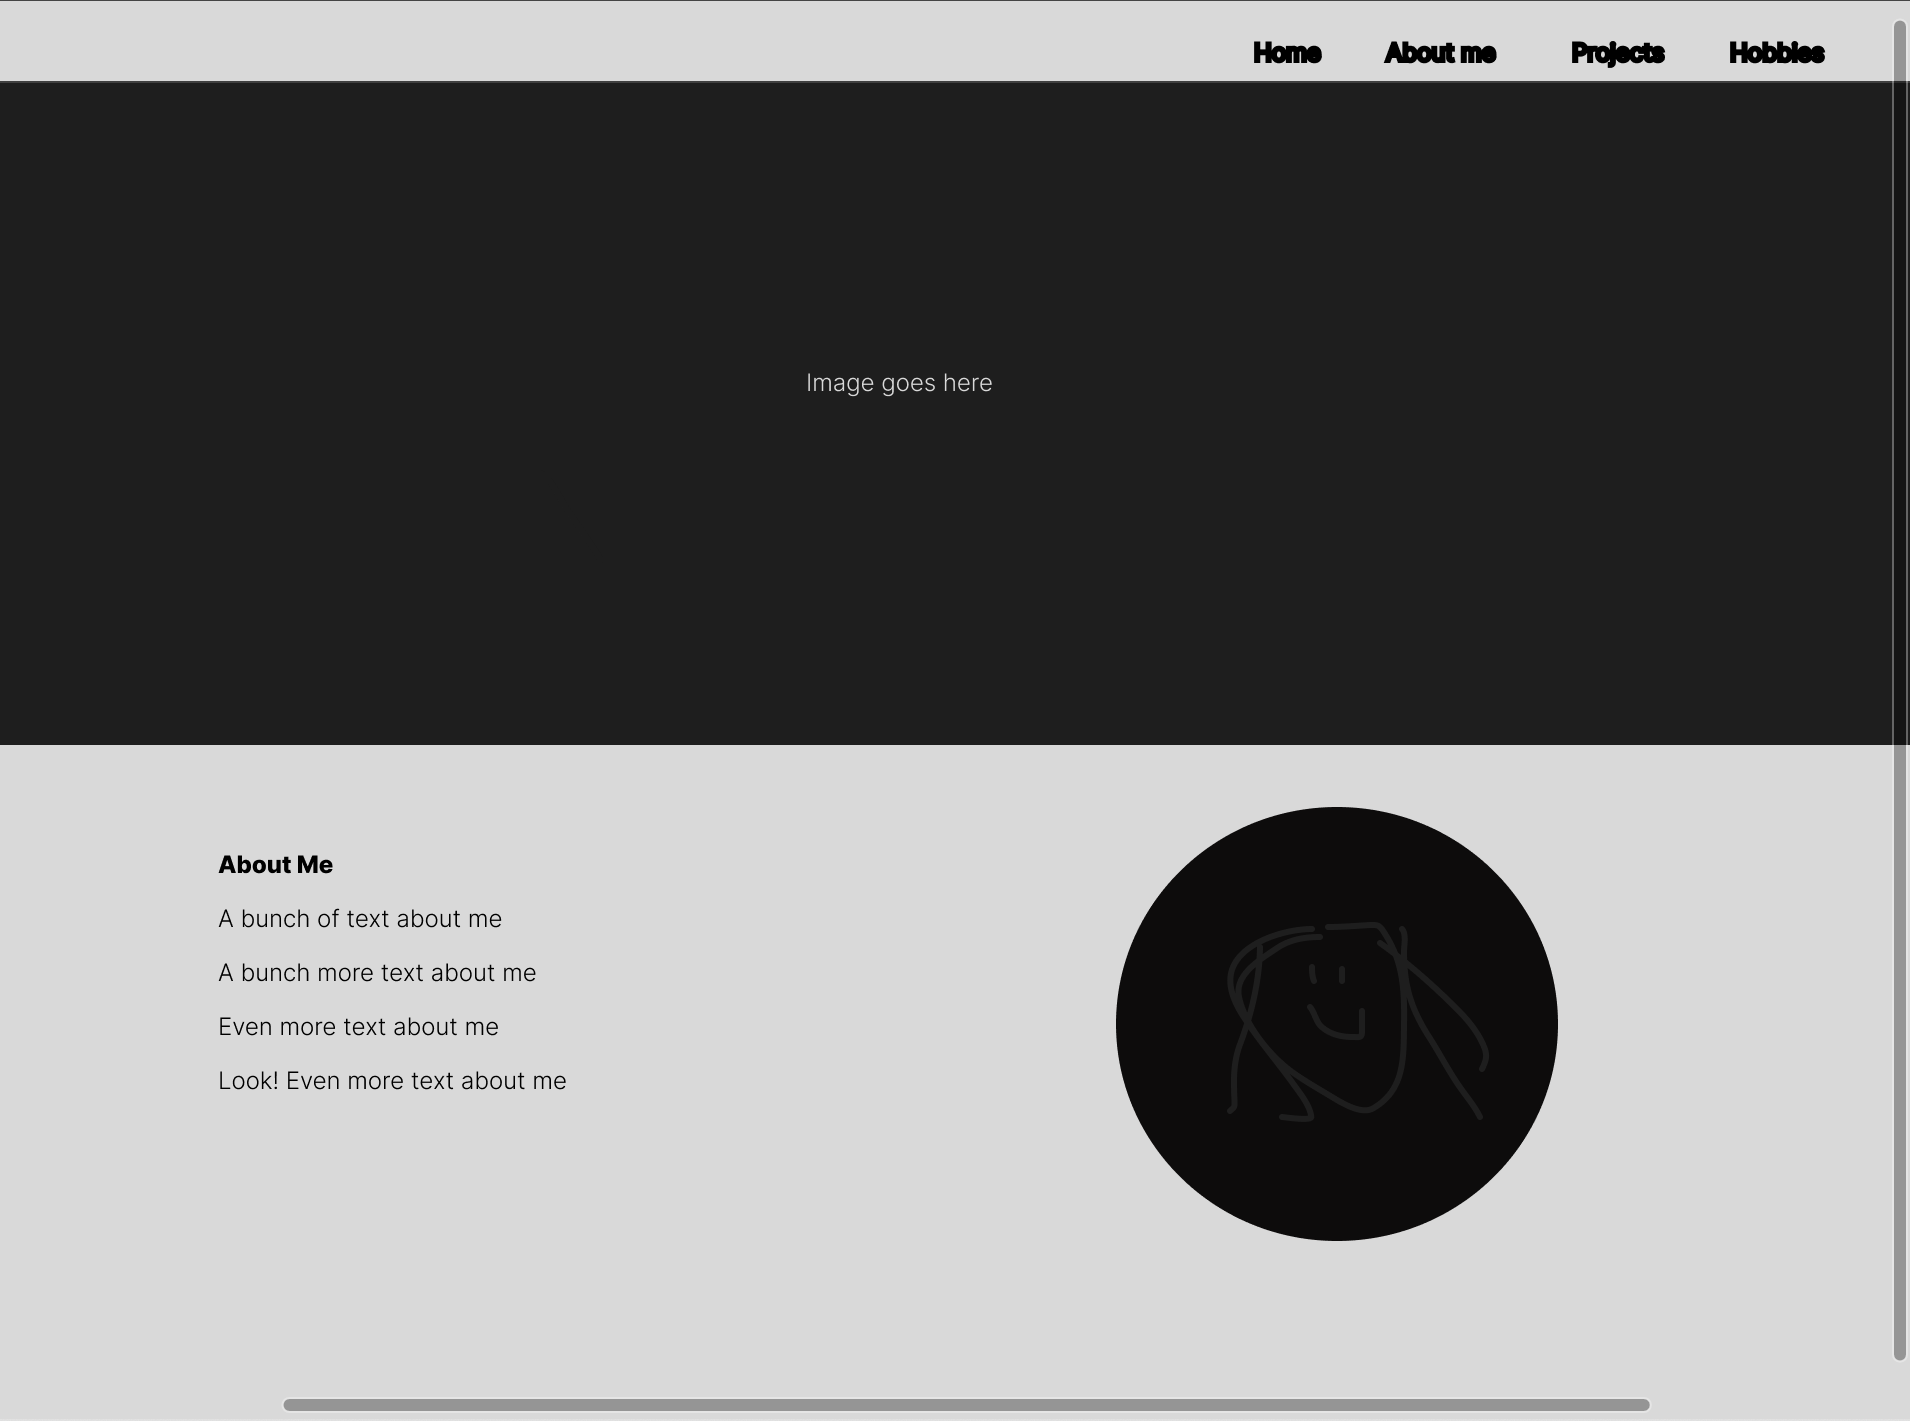 Home About me Projects Hobbies
Image goes here
About Me
A bunch of text about me
A bunch more text about me
Even more text about me
Look! Even more text about me